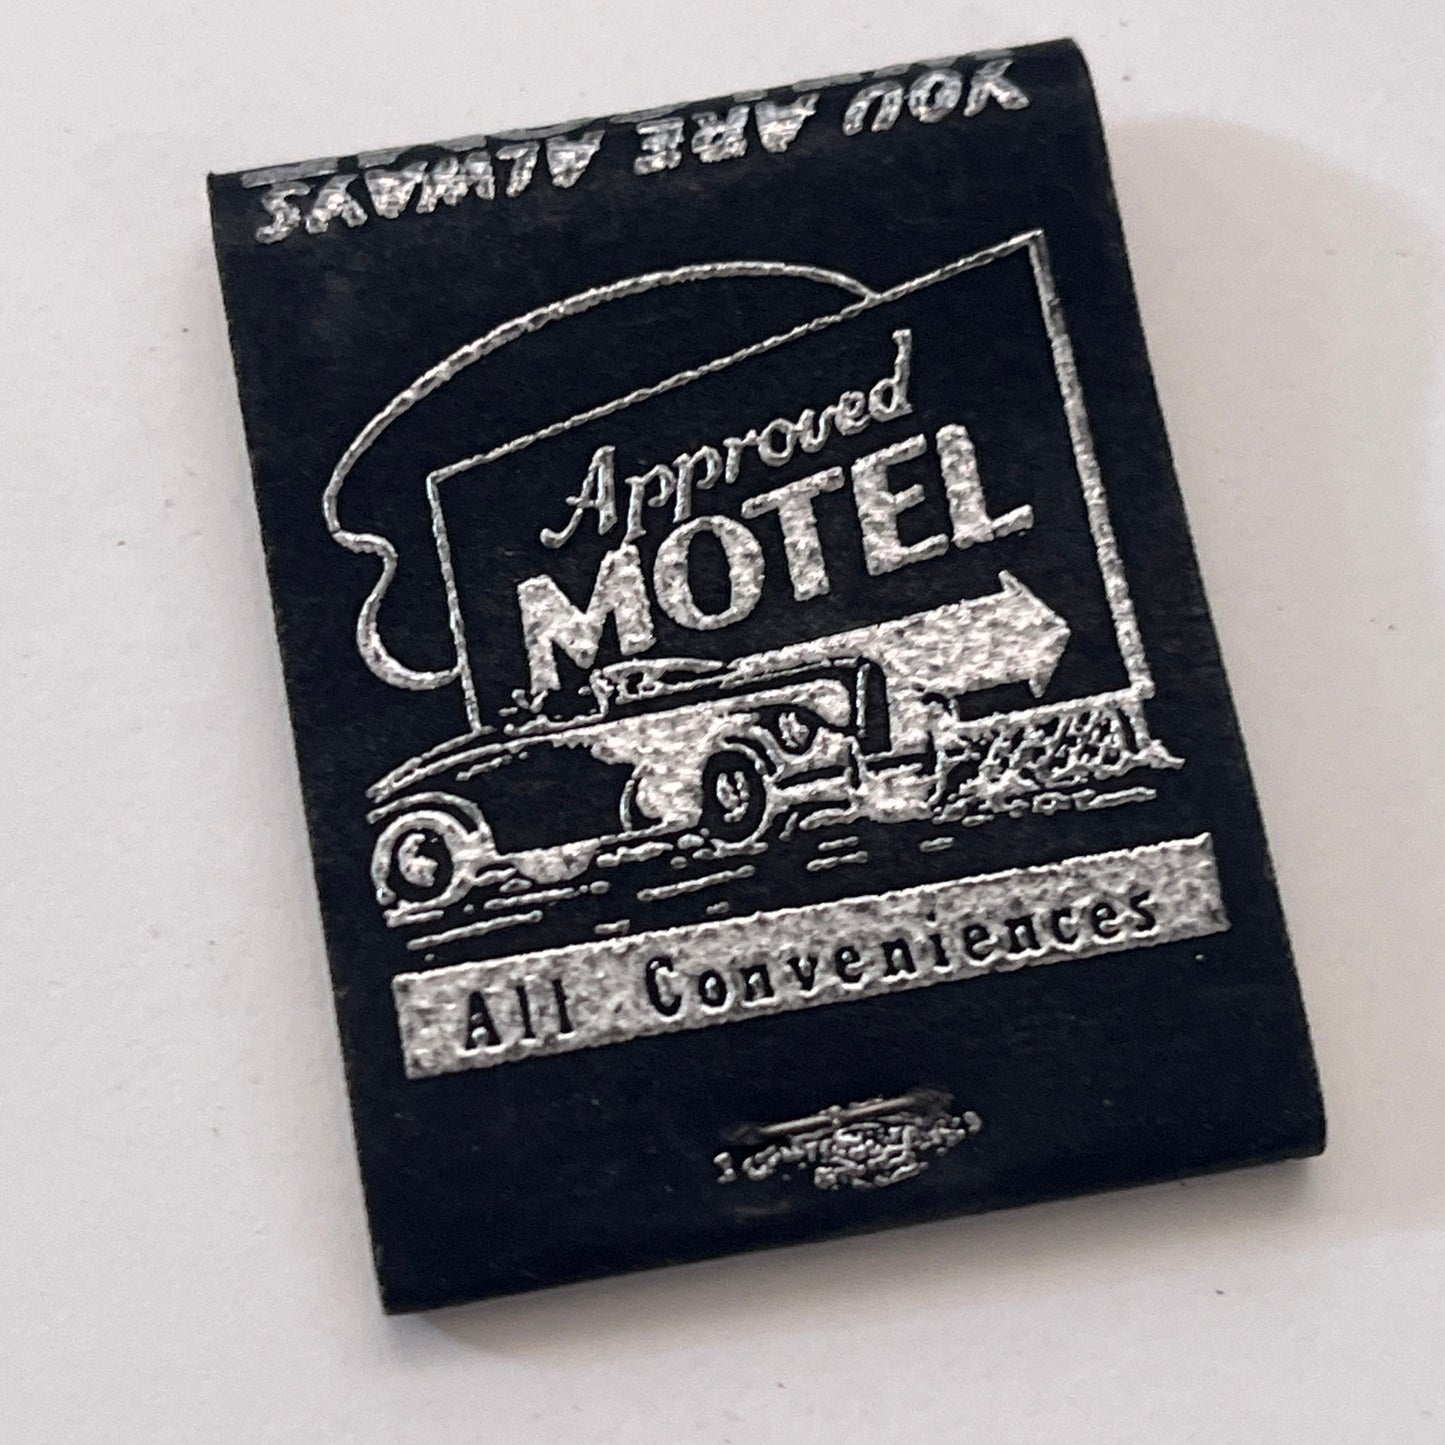 YOU ARE ALWAYS
Approved
MOTEL
All Conveniences